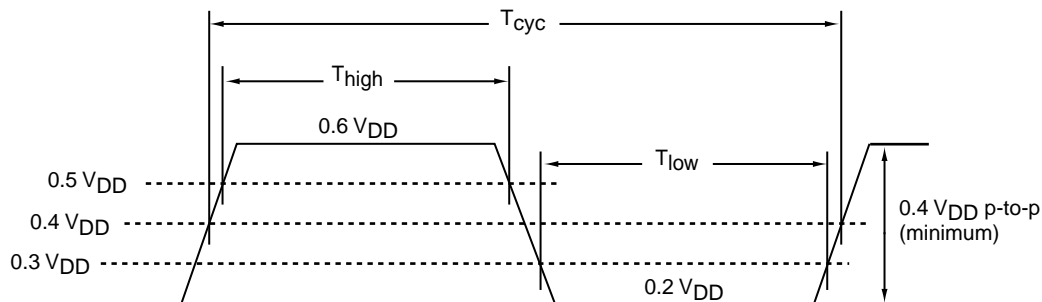 Tcyc
Thigh
0.6 VDD
Tlow
0.5 VDD
0.4 VDD
0.4 VDD p-to-p
(minimum)
0.3 VDD
0.2 VDD